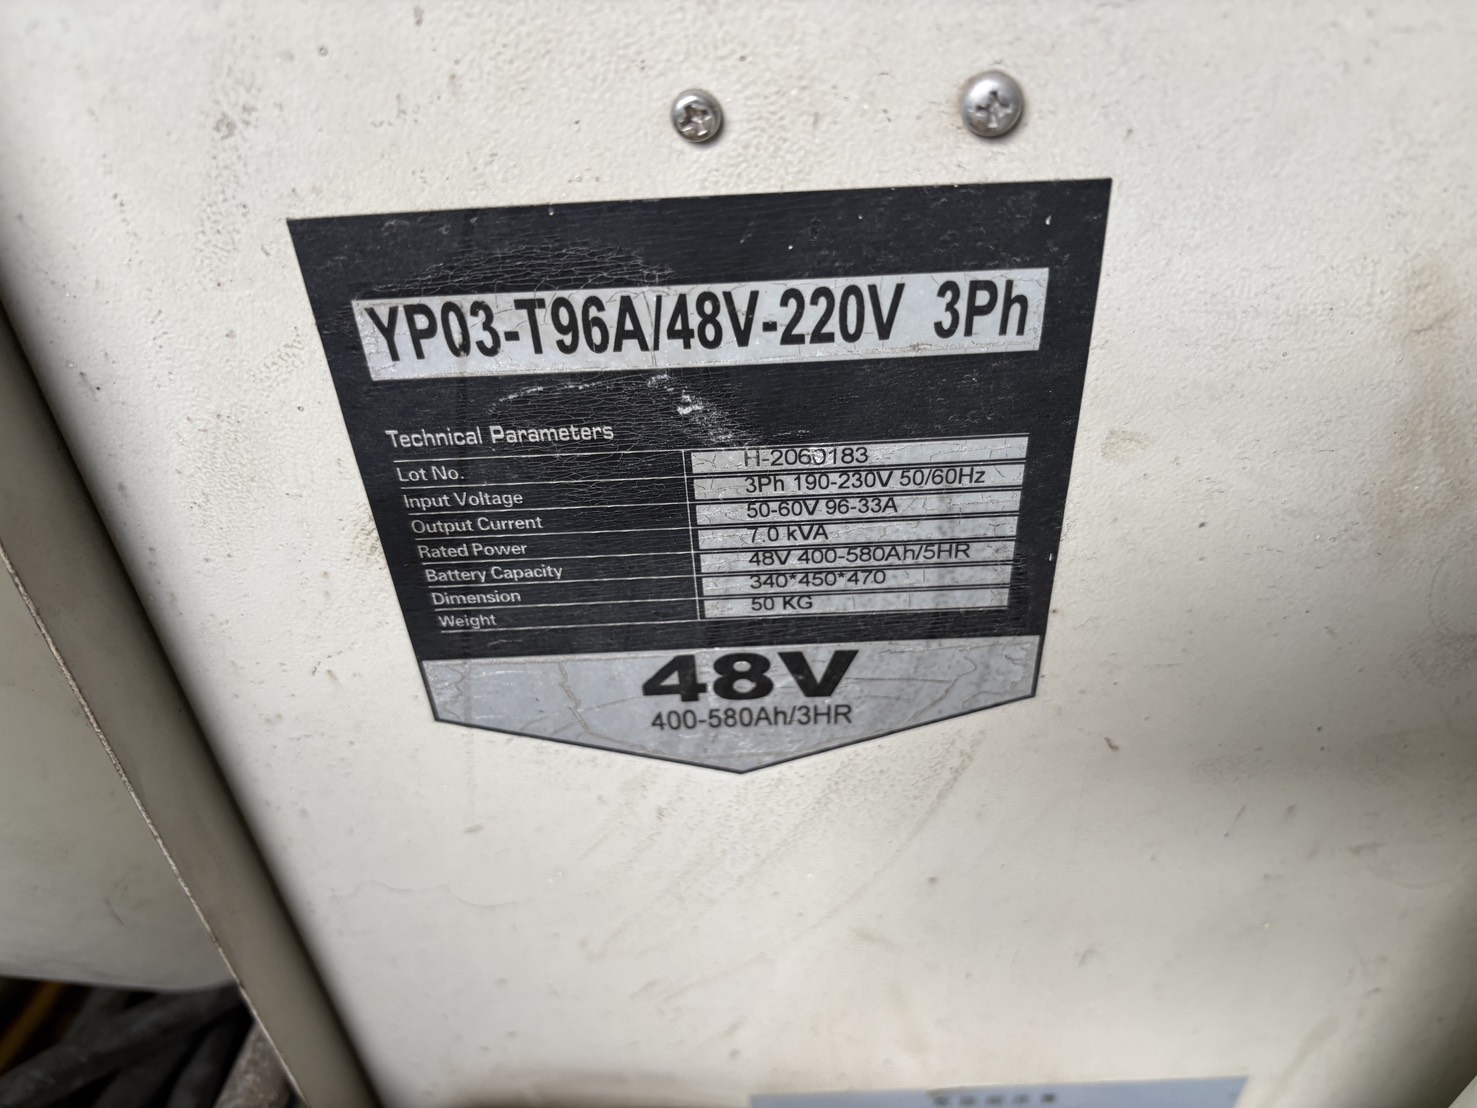 YP03-T96A/48V-220V 3Ph
Technical Parameters
Lot No. H-2060183
Input Voltage 3Ph 190-230V 50/60Hz
Output Current 50-60V 96-33A
Rated Power 7.0 kVA
Battery Capacity 48V 400-580Ah/5HR
Dimension 340*450*470
Weight 50 KG
48V
400-580Ah/3HR